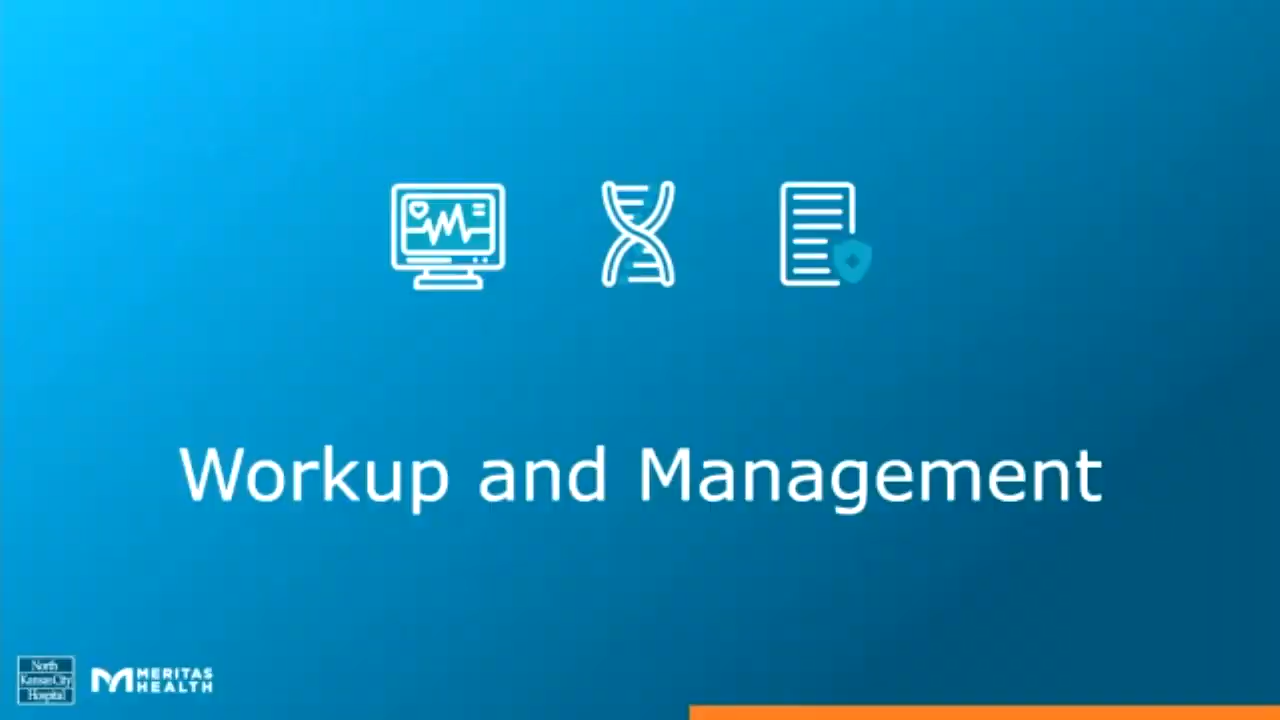 Workup and Management
North
Kansas City
Hospital
MERITAS
HEALTH